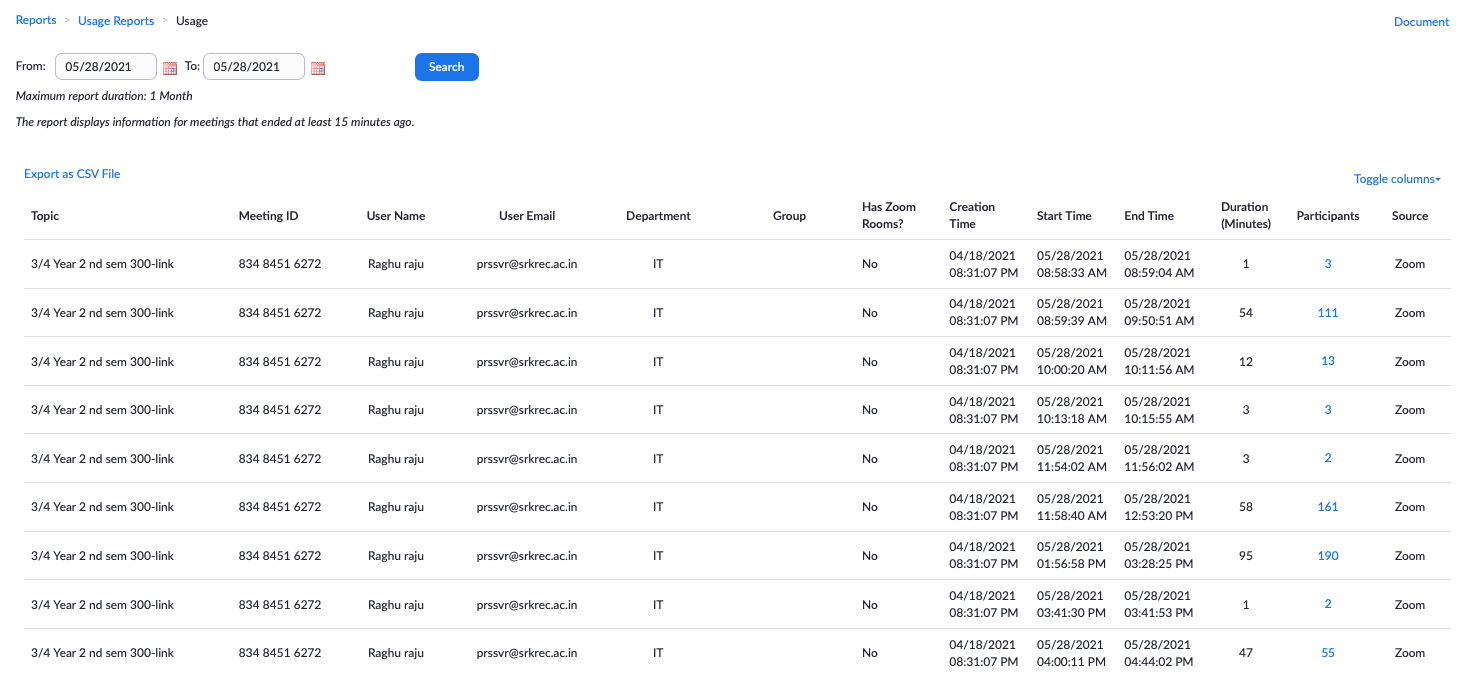 Reports > Usage Reports > Usage
Document
From: 05/28/2021 To: 05/28/2021 Search
Maximum report duration: 1 Month
The report displays information for meetings that ended at least 15 minutes ago.
Export as CSV File
Toggle columns
Topic Meeting ID User Name User Email Department Group Has Zoom Rooms? Creation Time Start Time End Time Duration (Minutes) Participants Source
3/4 Year 2 nd sem 300-link 834 8451 6272 Raghu raju prssvr@srkrec.ac.in IT No 04/18/2021 08:31:07 PM 05/28/2021 08:58:33 AM 05/28/2021 08:59:04 AM 1 3 Zoom
3/4 Year 2 nd sem 300-link 834 8451 6272 Raghu raju prssvr@srkrec.ac.in IT No 04/18/2021 08:31:07 PM 05/28/2021 08:59:39 AM 05/28/2021 09:50:51 AM 54 111 Zoom
3/4 Year 2 nd sem 300-link 834 8451 6272 Raghu raju prssvr@srkrec.ac.in IT No 04/18/2021 08:31:07 PM 05/28/2021 10:00:20 AM 05/28/2021 10:11:56 AM 12 13 Zoom
3/4 Year 2 nd sem 300-link 834 8451 6272 Raghu raju prssvr@srkrec.ac.in IT No 04/18/2021 08:31:07 PM 05/28/2021 10:13:18 AM 05/28/2021 10:15:55 AM 3 3 Zoom
3/4 Year 2 nd sem 300-link 834 8451 6272 Raghu raju prssvr@srkrec.ac.in IT No 04/18/2021 08:31:07 PM 05/28/2021 11:54:02 AM 05/28/2021 11:56:02 AM 3 2 Zoom
3/4 Year 2 nd sem 300-link 834 8451 6272 Raghu raju prssvr@srkrec.ac.in IT No 04/18/2021 08:31:07 PM 05/28/2021 11:58:40 AM 05/28/2021 12:53:20 PM 58 161 Zoom
3/4 Year 2 nd sem 300-link 834 8451 6272 Raghu raju prssvr@srkrec.ac.in IT No 04/18/2021 08:31:07 PM 05/28/2021 01:56:58 PM 05/28/2021 03:28:25 PM 95 190 Zoom
3/4 Year 2 nd sem 300-link 834 8451 6272 Raghu raju prssvr@srkrec.ac.in IT No 04/18/2021 08:31:07 PM 05/28/2021 03:41:30 PM 05/28/2021 03:41:53 PM 1 2 Zoom
3/4 Year 2 nd sem 300-link 834 8451 6272 Raghu raju prssvr@srkrec.ac.in IT No 04/18/2021 08:31:07 PM 05/28/2021 04:00:11 PM 05/28/2021 04:44:02 PM 47 55 Zoom